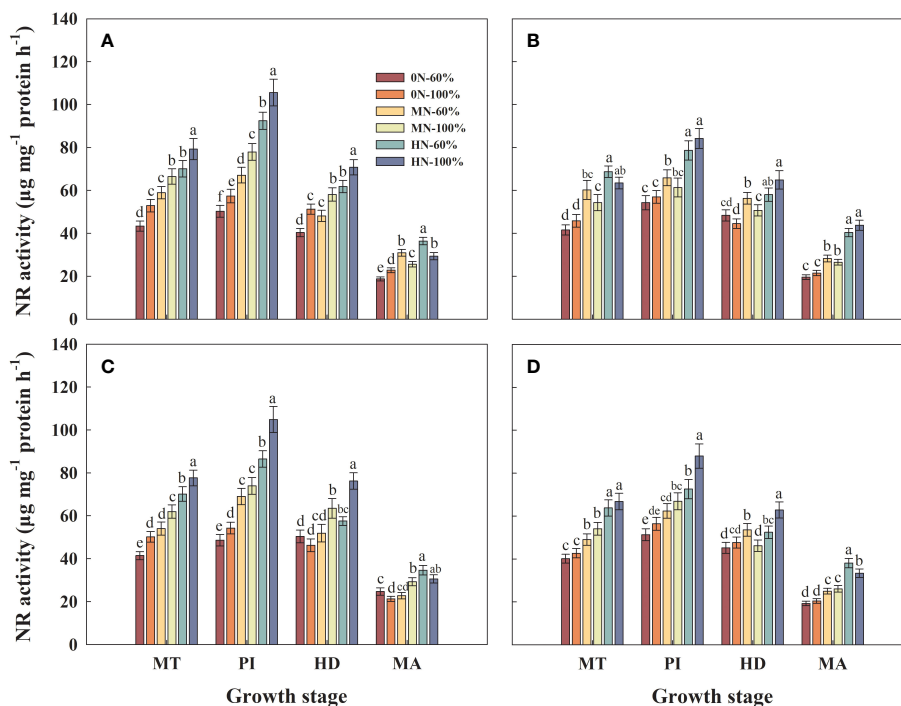 A
B
NR activity (µg mg⁻¹ protein h⁻¹)
140
120
100
80
60
40
20
0
0N-60%
0N-100%
MN-60%
MN-100%
HN-60%
HN-100%
d c c b b a
f e d c b a
d c c b b a
e d b c a b
d d bc c a ab
c c b bc a a
cd d b c ab a
c c b b a a
C
D
NR activity (µg mg⁻¹ protein h⁻¹)
140
120
100
80
60
40
20
0
e d d c b a
d d c c b a
d d cd b bc a
c d cd b a ab
c c b b a a
e de cd bc b a
d cd b d bc a
d d c c a b
MT PI HD MA
MT PI HD MA
Growth stage
Growth stage